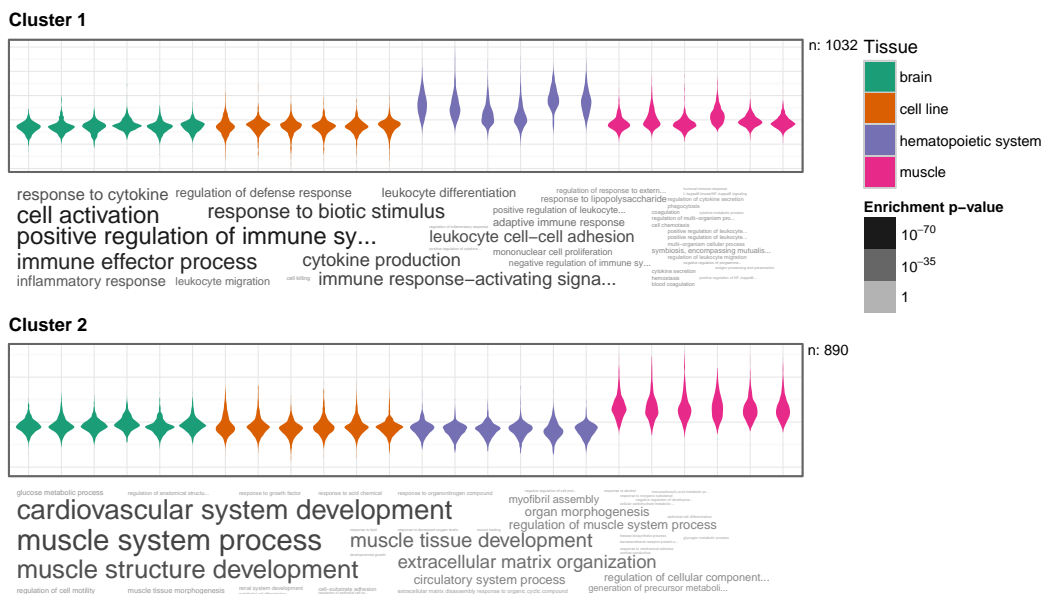 Cluster 1
n: 1032
Tissue
brain
cell line
hematopoietic system
muscle
Enrichment p−value
10−70
10−35
1
response to cytokine regulation of defense response leukocyte differentiation regulation of response to extern...
response to lipopolysaccharide regulation of cytokine secretion
cell activation response to biotic stimulus positive regulation of leukocyte... phagocytosis
coagulation
regulation of multi−organism pro...
adaptive immune response cell chemotaxis
positive regulation of immune sy... leukocyte cell−cell adhesion positive regulation of leukocyte...
positive regulation of leukocyte...
multi−organism cellular process
mononuclear cell proliferation symbiosis, encompassing mutualis...
regulation of leukocyte migration
immune effector process cytokine production negative regulation of immune sy...
cytokine secretion
inflammatory response leukocyte migration cell killing immune response−activating signa... hemostasis
blood coagulation
Cluster 2
n: 890
glucose metabolic process regulation of anatomical structu... response to growth factor response to acid chemical response to organonitrogen compound
cardiovascular system development myofibril assembly
organ morphogenesis
regulation of muscle system process
muscle system process muscle tissue development
extracellular matrix organization
muscle structure development circulatory system process regulation of cellular component...
generation of precursor metaboli...
regulation of cell motility muscle tissue morphogenesis renal system development cell−substrate adhesion extracellular matrix disassembly response to organic cyclic compound